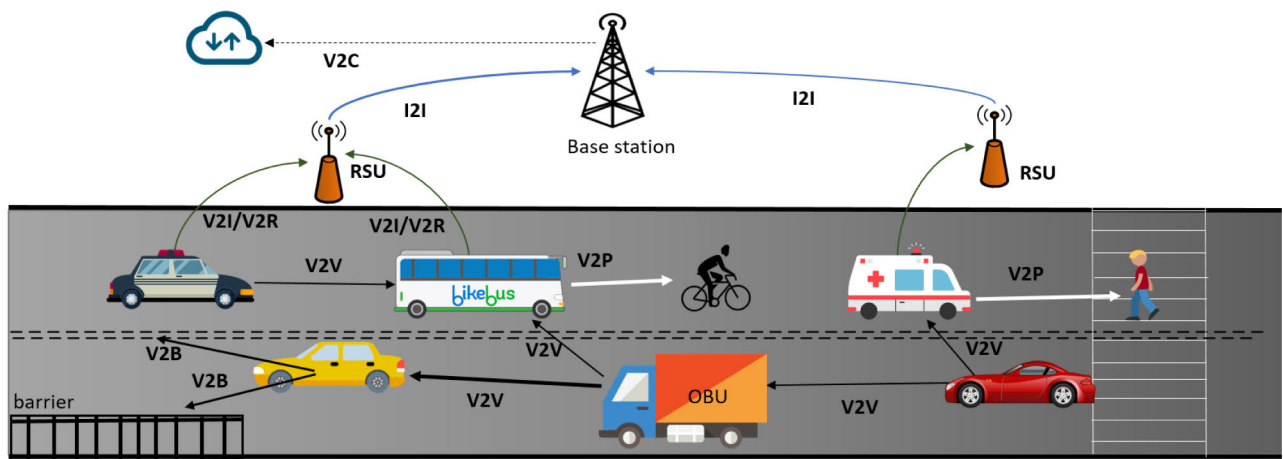 V2C
I2I
I2I
Base station
RSU
RSU
V2I/V2R
V2I/V2R
V2V
bikebus
V2P
V2P
V2B
V2V
V2V
V2B
V2V
OBU
V2V
barrier